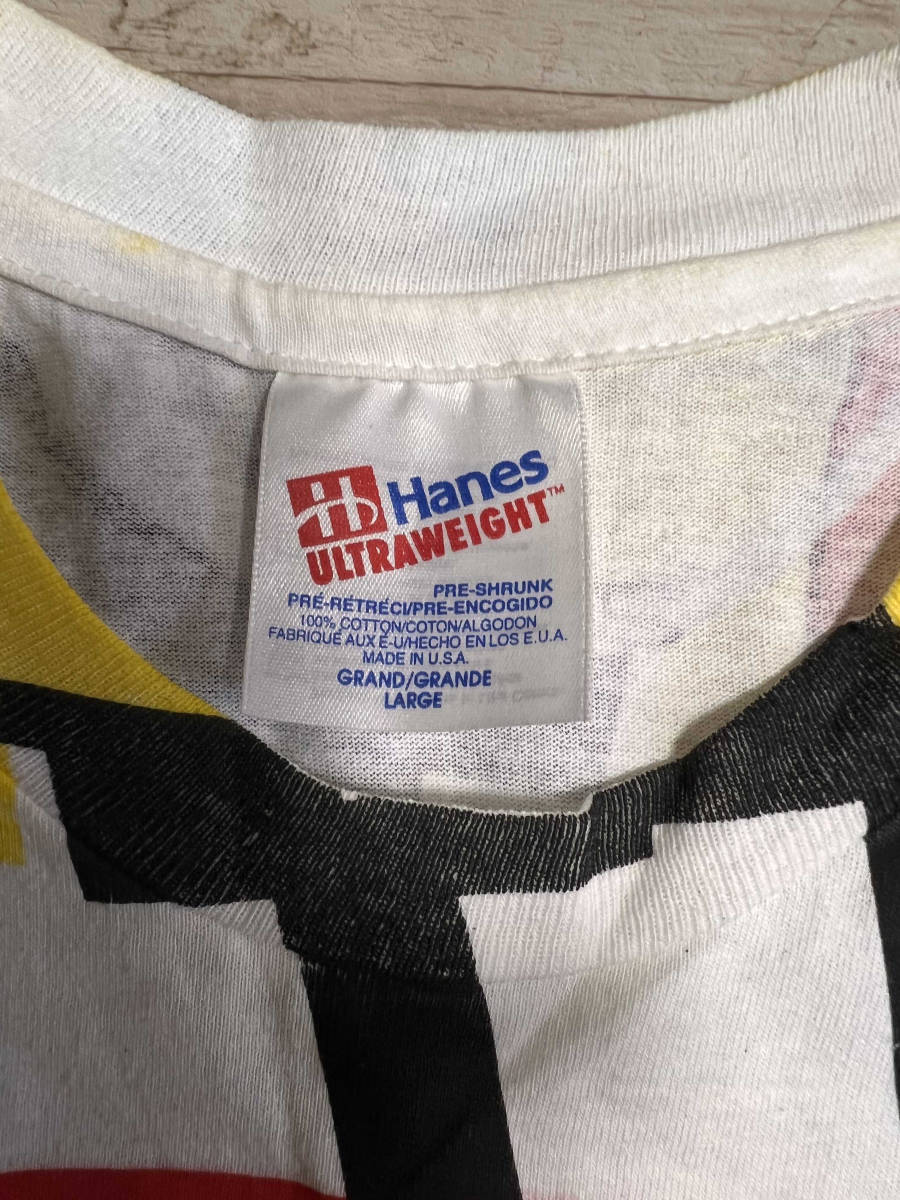 Hanes
ULTRAWEIGHT™
PRE-SHRUNK
PRÉ-RÉTRÉCI/PRE-ENCOGIDO
100% COTTON/COTON/ALGODON
FABRIQUÉ AUX É-U/HECHO EN LOS E.U.A.
MADE IN U.S.A.
GRAND/GRANDE
LARGE